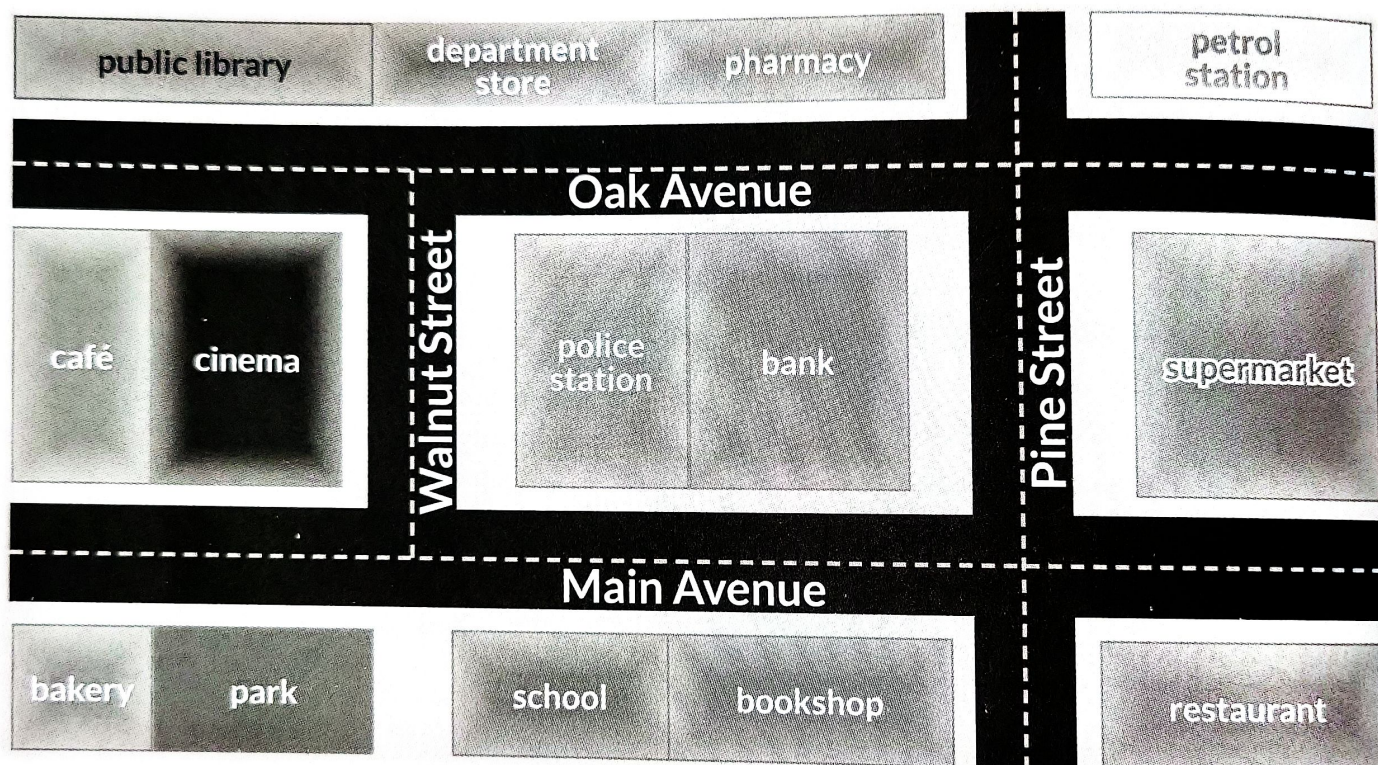 public library
department
store
pharmacy
petrol
station
Oak Avenue
café
cinema
Walnut Street
police
station
bank
Pine Street
supermarket
Main Avenue
bakery
park
school
bookshop
restaurant